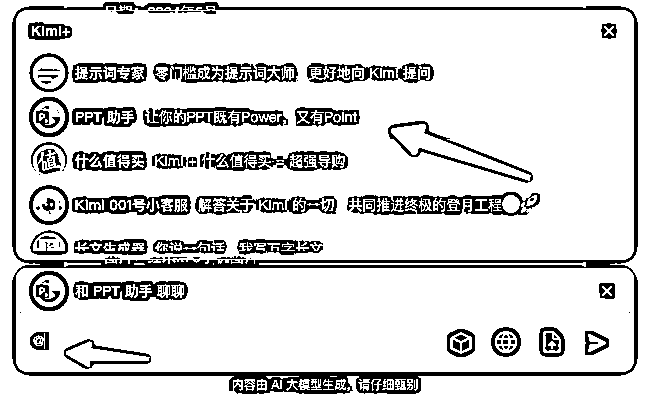 Kimi+
提示词专家 零门槛成为提示词大师，更好地向 Kimi 提问
PPT 助手 让你的PPT既有Power，又有Point
什么值得买 Kimi + 什么值得买 = 超强导购
Kimi 001号小客服 解答关于 Kimi 的一切，共同推进终极的登月工程
长文生成器 你说一句话，我写万字长文
和 PPT 助手 聊聊
@
内容由 AI 大模型生成，请仔细甄别